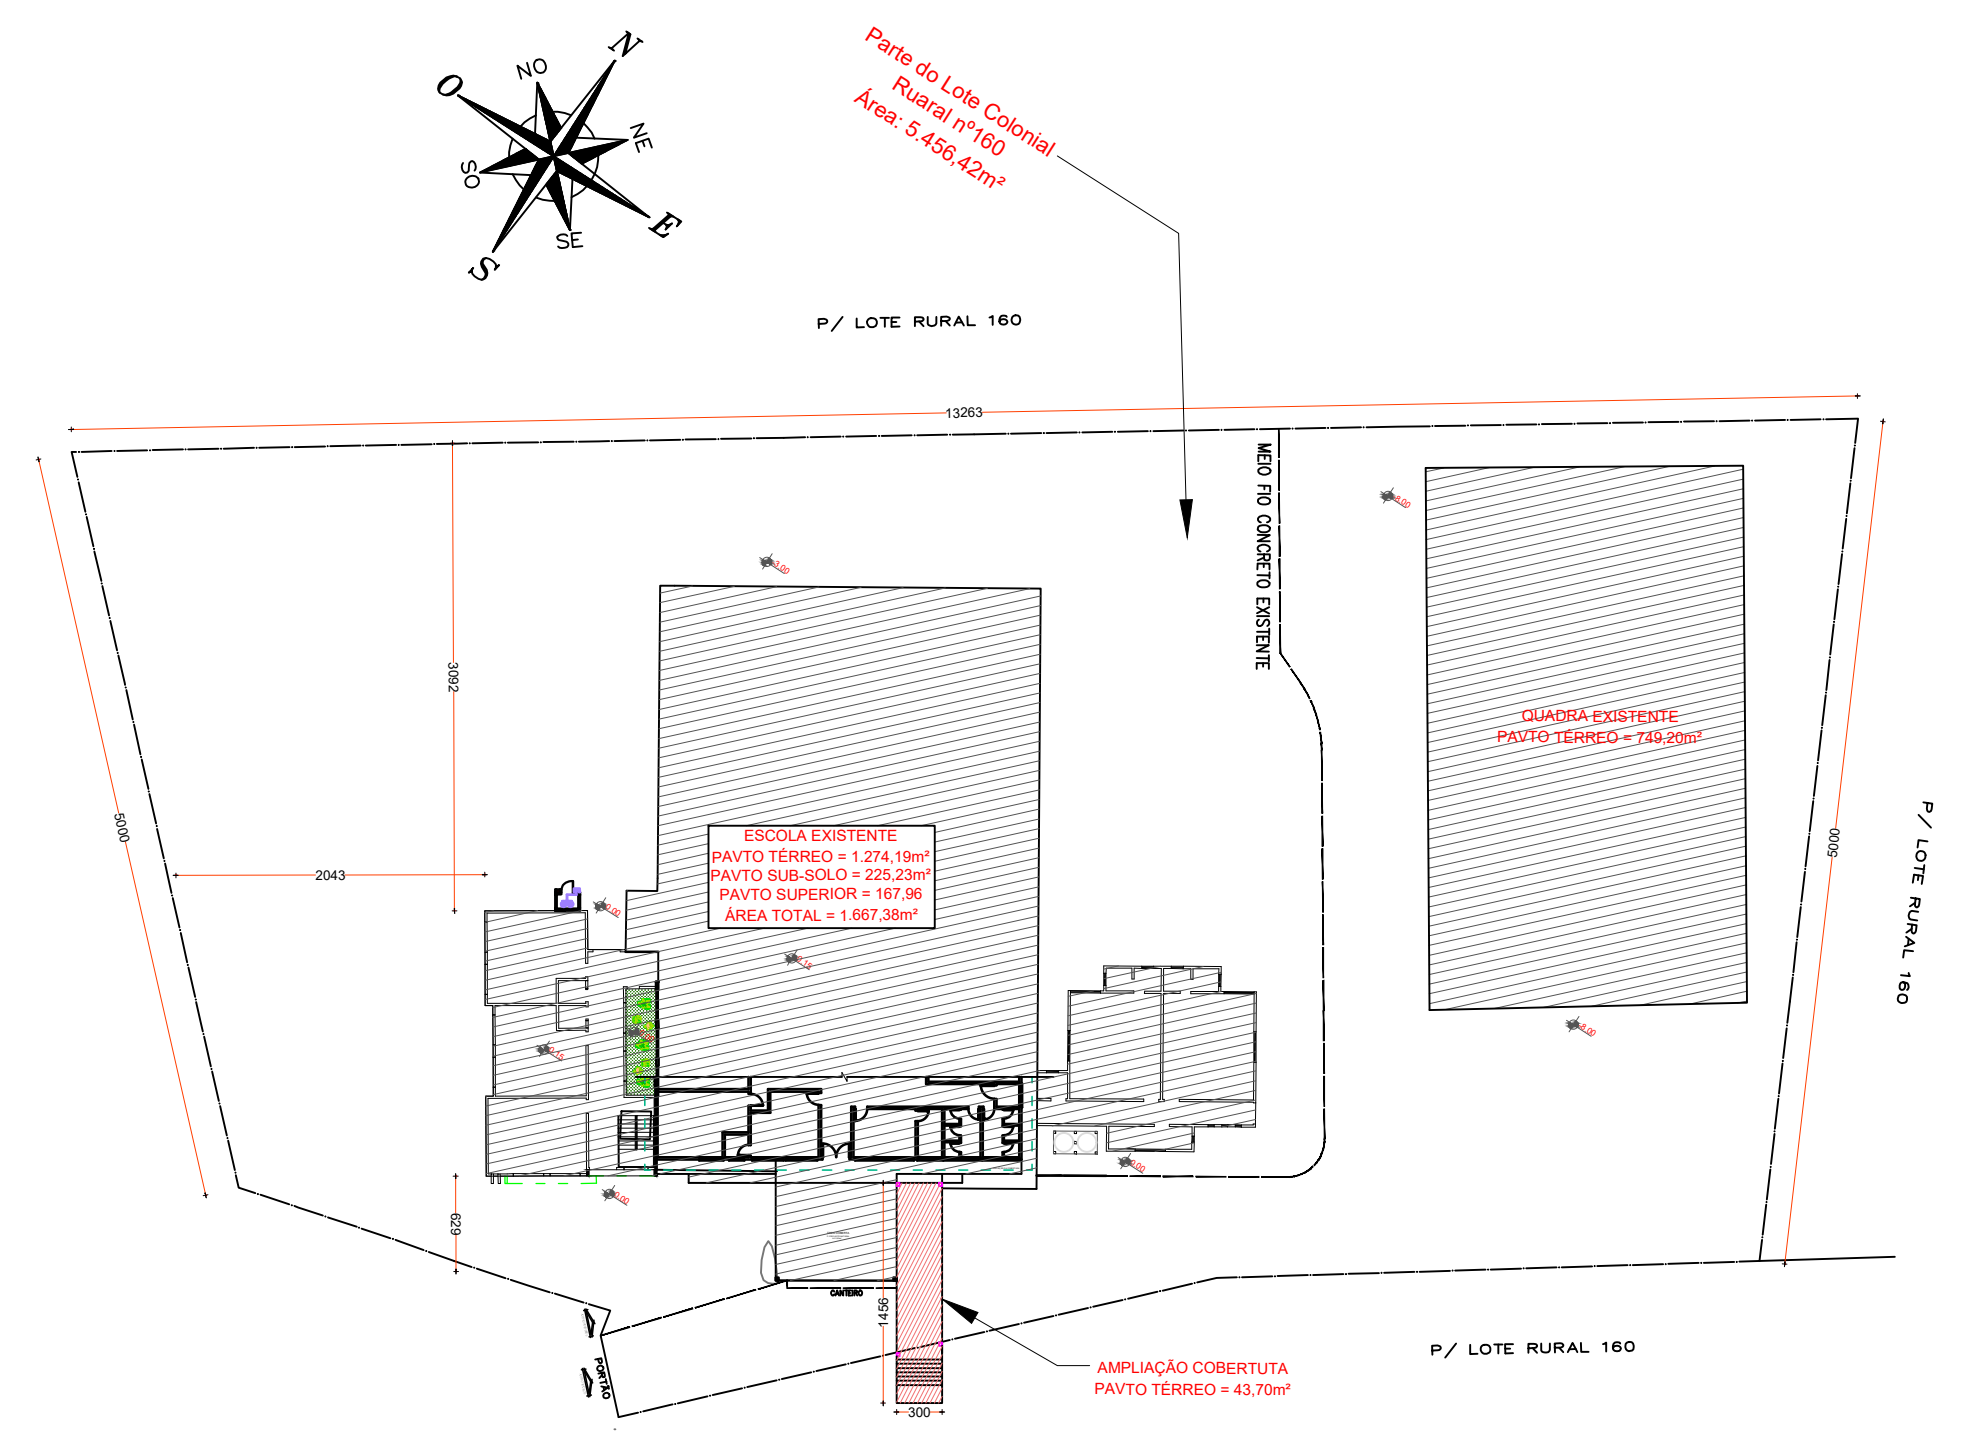 N
NO
O
NE
SO
E
SE
S
Parte do Lote Colonial
Ruaral nº160
Área: 5.456,42m²
P/ LOTE RURAL 160
13263
MEIO FIO CONCRETO EXISTENTE
3092
5000
2043
QUADRA EXISTENTE
PAVTO TÉRREO = 749,20m²
5000
P/ LOTE RURAL 160
ESCOLA EXISTENTE
PAVTO TÉRREO = 1.274,19m²
PAVTO SUB-SOLO = 225,23m²
PAVTO SUPERIOR = 167,96
ÁREA TOTAL = 1.667,38m²
629
CANTEIRO
1456
PORTÃO
300
AMPLIAÇÃO COBERTUTA
PAVTO TÉRREO = 43,70m²
P/ LOTE RURAL 160